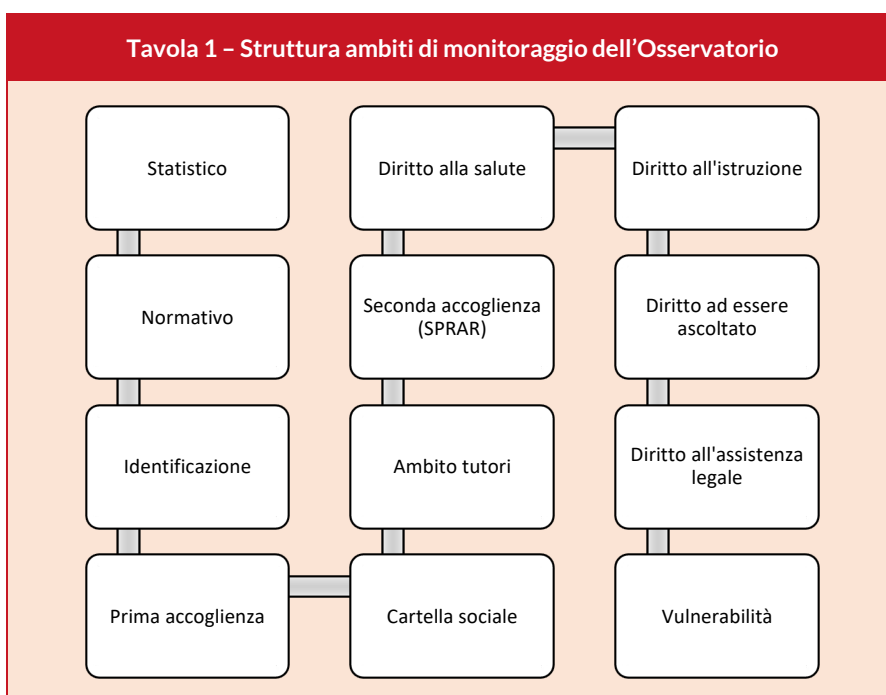 Tavola 1 – Struttura ambiti di monitoraggio dell’Osservatorio
Statistico
Normativo
Identificazione
Prima accoglienza
Cartella sociale
Ambito tutori
Seconda accoglienza
(SPRAR)
Diritto alla salute
Diritto all'istruzione
Diritto ad essere
ascoltato
Diritto all'assistenza
legale
Vulnerabilità